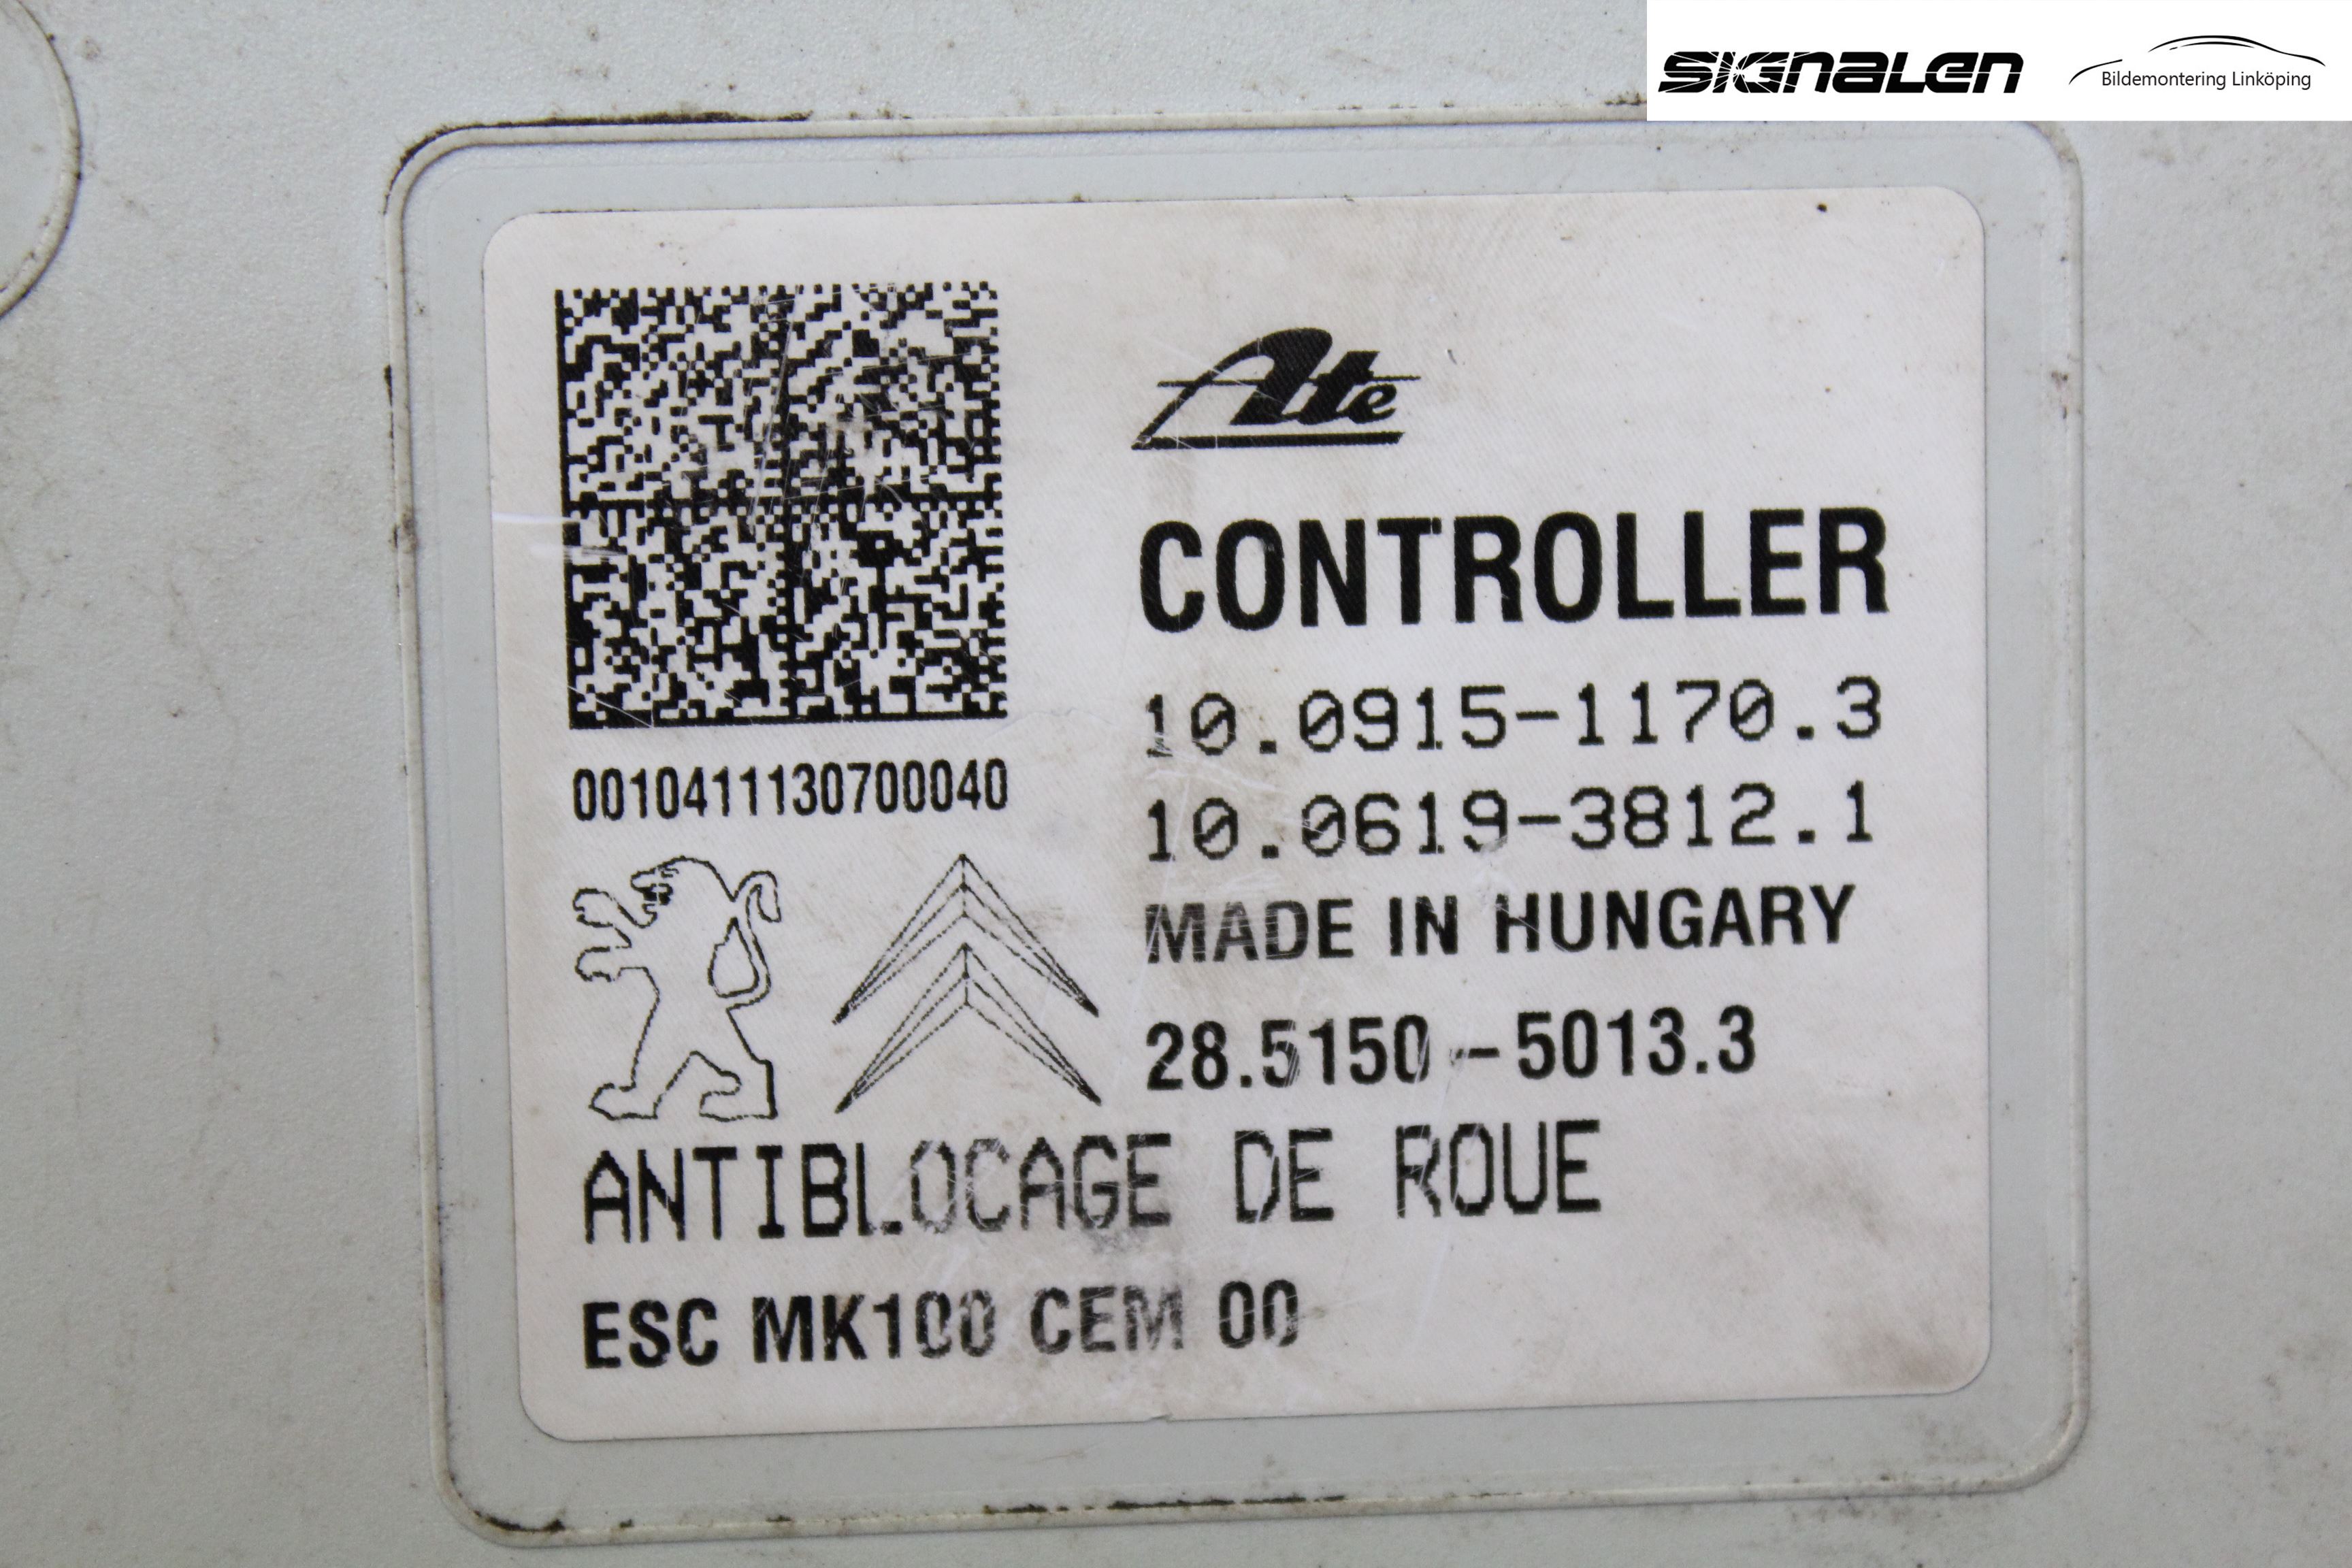 SIGNALEN
Bildemontering Linköping
Ate
CONTROLLER
10.0915-1170.3
10.0619-3812.1
MADE IN HUNGARY
28.5150-5013.3
0010411130700040
ANTIBLOCAGE DE ROUE
ESC MK100 CEM 00